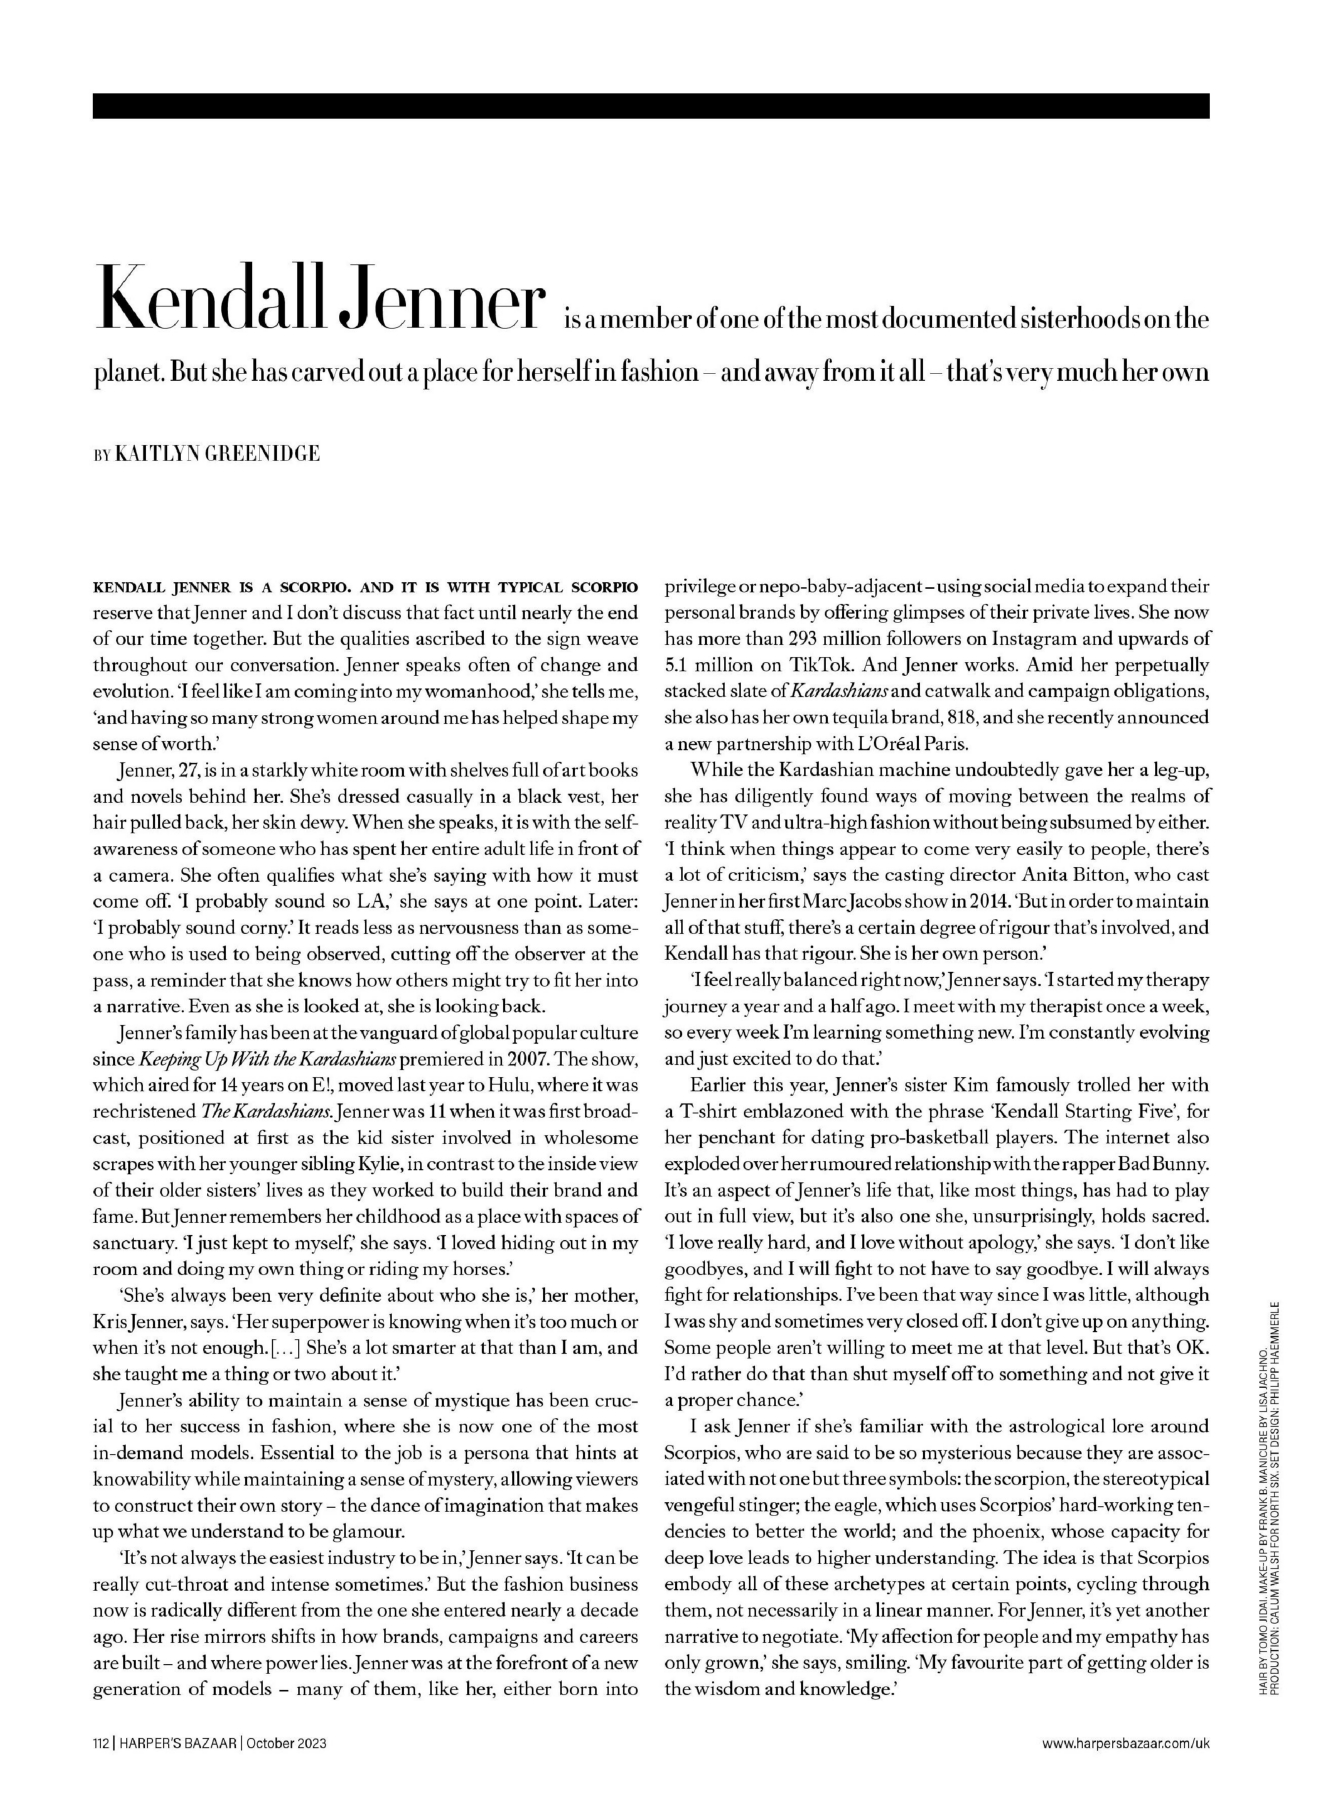 Kendall Jenner is a member of one of the most documented sisterhoods on the
planet. But she has carved out a place for herself in fashion – and away from it all – that's very much her own
BY KAITLYN GREENIDGE
KENDALL JENNER IS A SCORPIO. AND IT IS WITH TYPICAL SCORPIO
reserve that Jenner and I don't discuss that fact until nearly the end
of our time together. But the qualities ascribed to the sign weave
throughout our conversation. Jenner speaks often of change and
evolution. 'I feel like I am coming into my womanhood,' she tells me,
'and having so many strong women around me has helped shape my
sense of worth.'
Jenner, 27, is in a starkly white room with shelves full of art books
and novels behind her. She's dressed casually in a black vest, her
hair pulled back, her skin dewy. When she speaks, it is with the self-
awareness of someone who has spent her entire adult life in front of
a camera. She often qualifies what she's saying with how it must
come off. 'I probably sound so LA,' she says at one point. Later:
'I probably sound corny.' It reads less as nervousness than as some-
one who is used to being observed, cutting off the observer at the
pass, a reminder that she knows how others might try to fit her into
a narrative. Even as she is looked at, she is looking back.
Jenner's family has been at the vanguard of global popular culture
since Keeping Up With the Kardashians premiered in 2007. The show,
which aired for 14 years on E!, moved last year to Hulu, where it was
rechristened The Kardashians. Jenner was 11 when it was first broad-
cast, positioned at first as the kid sister involved in wholesome
scrapes with her younger sibling Kylie, in contrast to the inside view
of their older sisters' lives as they worked to build their brand and
fame. But Jenner remembers her childhood as a place with spaces of
sanctuary. 'I just kept to myself,' she says. 'I loved hiding out in my
room and doing my own thing or riding my horses.'
'She's always been very definite about who she is,' her mother,
Kris Jenner, says. 'Her superpower is knowing when it's too much or
when it's not enough. […] She's a lot smarter at that than I am, and
she taught me a thing or two about it.'
Jenner's ability to maintain a sense of mystique has been cruc-
ial to her success in fashion, where she is now one of the most
in-demand models. Essential to the job is a persona that hints at
knowability while maintaining a sense of mystery, allowing viewers
to construct their own story – the dance of imagination that makes
up what we understand to be glamour.
'It's not always the easiest industry to be in,' Jenner says. 'It can be
really cut-throat and intense sometimes.' But the fashion business
now is radically different from the one she entered nearly a decade
ago. Her rise mirrors shifts in how brands, campaigns and careers
are built – and where power lies. Jenner was at the forefront of a new
generation of models – many of them, like her, either born into
privilege or nepo-baby-adjacent – using social media to expand their
personal brands by offering glimpses of their private lives. She now
has more than 293 million followers on Instagram and upwards of
5.1 million on TikTok. And Jenner works. Amid her perpetually
stacked slate of Kardashians and catwalk and campaign obligations,
she also has her own tequila brand, 818, and she recently announced
a new partnership with L'Oréal Paris.
While the Kardashian machine undoubtedly gave her a leg-up,
she has diligently found ways of moving between the realms of
reality TV and ultra-high fashion without being subsumed by either.
'I think when things appear to come very easily to people, there's
a lot of criticism,' says the casting director Anita Bitton, who cast
Jenner in her first Marc Jacobs show in 2014. 'But in order to maintain
all of that stuff, there's a certain degree of rigour that's involved, and
Kendall has that rigour. She is her own person.'
'I feel really balanced right now,' Jenner says. 'I started my therapy
journey a year and a half ago. I meet with my therapist once a week,
so every week I'm learning something new. I'm constantly evolving
and just excited to do that.'
Earlier this year, Jenner's sister Kim famously trolled her with
a T-shirt emblazoned with the phrase 'Kendall Starting Five', for
her penchant for dating pro-basketball players. The internet also
exploded over her rumoured relationship with the rapper Bad Bunny.
It's an aspect of Jenner's life that, like most things, has had to play
out in full view, but it's also one she, unsurprisingly, holds sacred.
'I love really hard, and I love without apology,' she says. 'I don't like
goodbyes, and I will fight to not have to say goodbye. I will always
fight for relationships. I've been that way since I was little, although
I was shy and sometimes very closed off. I don't give up on anything.
Some people aren't willing to meet me at that level. But that's OK.
I'd rather do that than shut myself off to something and not give it
a proper chance.'
I ask Jenner if she's familiar with the astrological lore around
Scorpios, who are said to be so mysterious because they are assoc-
iated with not one but three symbols: the scorpion, the stereotypical
vengeful stinger; the eagle, which uses Scorpios' hard-working ten-
dencies to better the world; and the phoenix, whose capacity for
deep love leads to higher understanding. The idea is that Scorpios
embody all of these archetypes at certain points, cycling through
them, not necessarily in a linear manner. For Jenner, it's yet another
narrative to negotiate. 'My affection for people and my empathy has
only grown,' she says, smiling. 'My favourite part of getting older is
the wisdom and knowledge.'
HAIR BY TOMO JIDAI. MAKE-UP BY FRANK B. MANICURE BY LISA JACHNO.
PRODUCTION: CALUM WALSH FOR NORTH SIX. SET DESIGN: PHILIPP HAEMMERLE
112 | HARPER'S BAZAAR | October 2023
www.harpersbazaar.com/uk